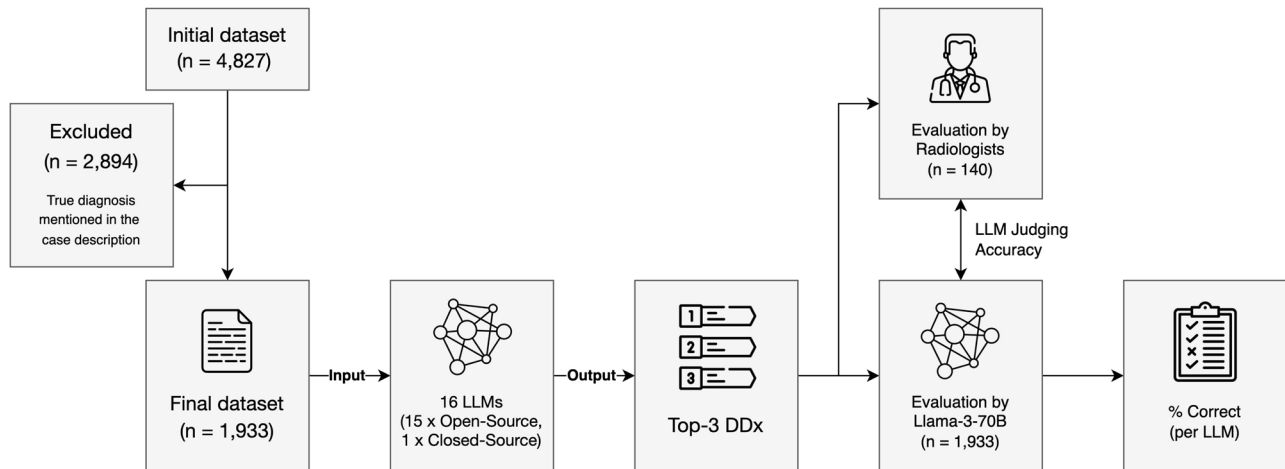 Initial dataset
(n = 4,827)
Excluded
(n = 2,894)
True diagnosis
mentioned in the
case description
Final dataset
(n = 1,933)
Input
16 LLMs
(15 x Open-Source,
1 x Closed-Source)
Output
1
2
3
Top-3 DDx
Evaluation by
Radiologists
(n = 140)
LLM Judging
Accuracy
Evaluation by
Llama-3-70B
(n = 1,933)
% Correct
(per LLM)